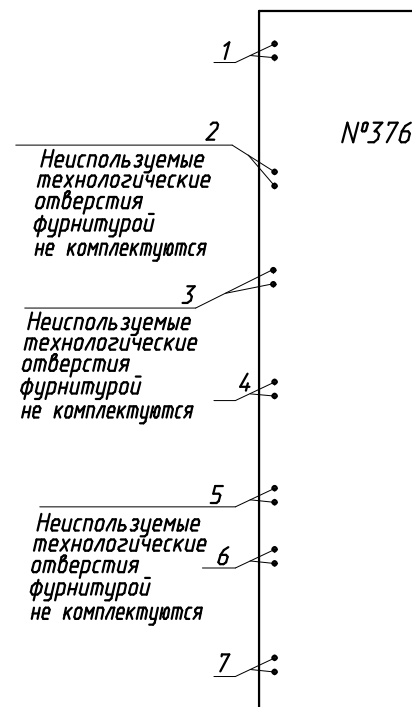 1
№376
2
Неиспользуемые
технологические
отверстия
фурнитурой
не комплектуются
3
Неиспользуемые
технологические
отверстия
фурнитурой
не комплектуются
4
5
Неиспользуемые
технологические
отверстия
фурнитурой
не комплектуются
6
7